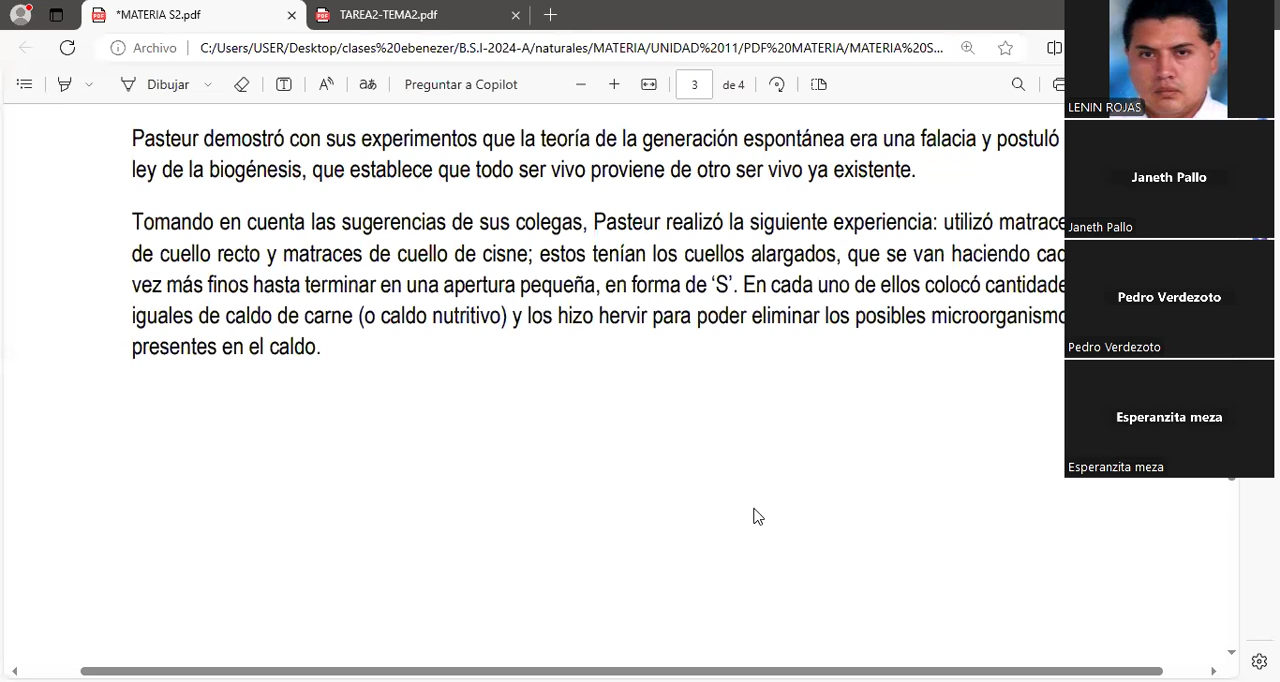 *MATERIA S2.pdf
TAREA2-TEMA2.pdf
Archivo
C:/Users/USER/Desktop/clases%20ebenezer/B.S.I-2024-A/naturales/MATERIA/UNIDAD%2011/PDF%20MATERIA/MATERIA%20S...
Dibujar
aあ
Preguntar a Copilot
3
de 4
Pasteur demostró con sus experimentos que la teoría de la generación espontánea era una falacia y postuló
ley de la biogénesis, que establece que todo ser vivo proviene de otro ser vivo ya existente.
Tomando en cuenta las sugerencias de sus colegas, Pasteur realizó la siguiente experiencia: utilizó matrace
de cuello recto y matraces de cuello de cisne; estos tenían los cuellos alargados, que se van haciendo cad
vez más finos hasta terminar en una apertura pequeña, en forma de ‘S’. En cada uno de ellos colocó cantidade
iguales de caldo de carne (o caldo nutritivo) y los hizo hervir para poder eliminar los posibles microorganismo
presentes en el caldo.
LENIN ROJAS
Janeth Pallo
Janeth Pallo
Pedro Verdezoto
Pedro Verdezoto
Esperanzita meza
Esperanzita meza